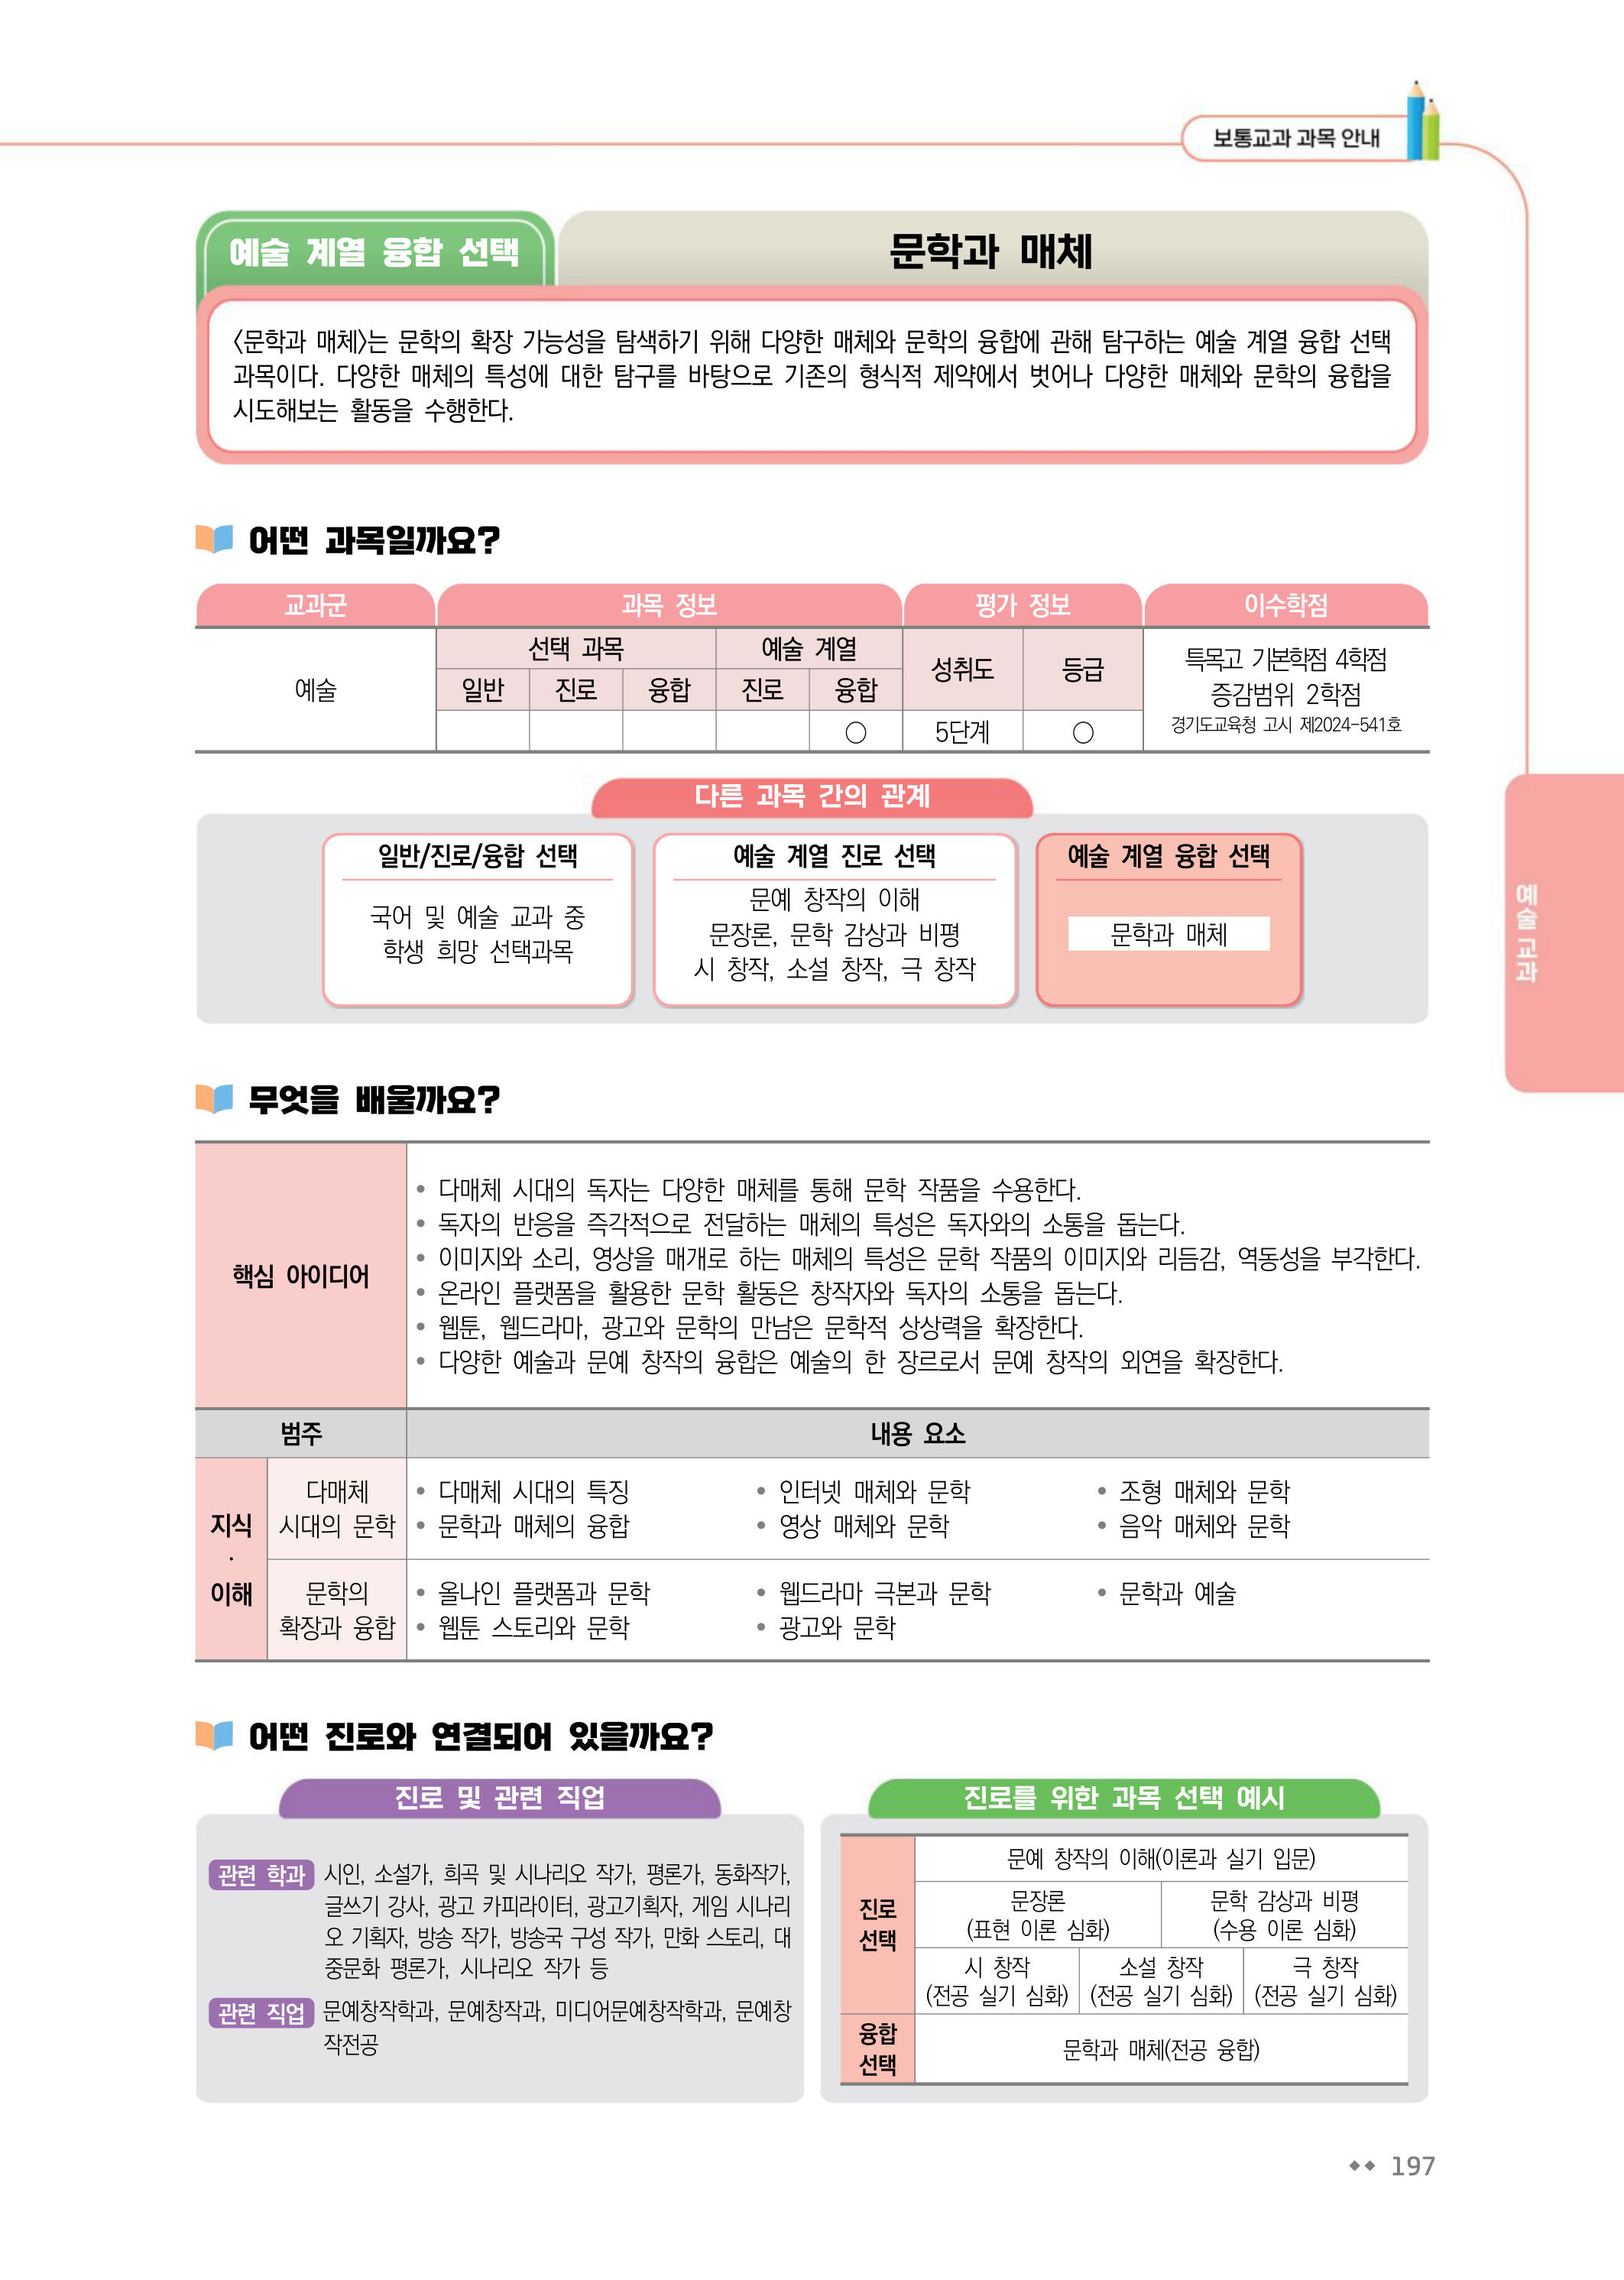 보통교과 과목 안내
예술 계열 융합 선택
문학과 매체
<문학과 매체>는 문학의 확장 가능성을 탐색하기 위해 다양한 매체와 문학의 융합에 관해 탐구하는 예술 계열 융합 선택
과목이다. 다양한 매체의 특성에 대한 탐구를 바탕으로 기존의 형식적 제약에서 벗어나 다양한 매체와 문학의 융합을
시도해보는 활동을 수행한다.
어떤 과목일까요?
교과군 과목 정보 평가 정보 이수학점
선택 과목 예술 계열
성취도 등급
일반 진로 융합 진로 융합
예술
○ 5단계 ○
특목고 기본학점 4학점
증감범위 2학점
경기도교육청 고시 제2024-541호
다른 과목 간의 관계
일반/진로/융합 선택
국어 및 예술 교과 중
학생 희망 선택과목
예술 계열 진로 선택
문예 창작의 이해
문장론, 문학 감상과 비평
시 창작, 소설 창작, 극 창작
예술 계열 융합 선택
문학과 매체
예술 교과
무엇을 배울까요?
핵심 아이디어
• 다매체 시대의 독자는 다양한 매체를 통해 문학 작품을 수용한다.
• 독자의 반응을 즉각적으로 전달하는 매체의 특성은 독자와의 소통을 돕는다.
• 이미지와 소리, 영상을 매개로 하는 매체의 특성은 문학 작품의 이미지와 리듬감, 역동성을 부각한다.
• 온라인 플랫폼을 활용한 문학 활동은 창작자와 독자의 소통을 돕는다.
• 웹툰, 웹드라마, 광고와 문학의 만남은 문학적 상상력을 확장한다.
• 다양한 예술과 문예 창작의 융합은 예술의 한 장르로서 문예 창작의 외연을 확장한다.
범주 내용 요소
지식
·
이해
다매체
시대의 문학
• 다매체 시대의 특징 • 인터넷 매체와 문학 • 조형 매체와 문학
• 문학과 매체의 융합 • 영상 매체와 문학 • 음악 매체와 문학
문학의
확장과 융합
• 올나인 플랫폼과 문학 • 웹드라마 극본과 문학 • 문학과 예술
• 웹툰 스토리와 문학 • 광고와 문학
어떤 진로와 연결되어 있을까요?
진로 및 관련 직업
관련 학과 시인, 소설가, 희곡 및 시나리오 작가, 평론가, 동화작가,
글쓰기 강사, 광고 카피라이터, 광고기획자, 게임 시나리
오 기획자, 방송 작가, 방송국 구성 작가, 만화 스토리, 대
중문화 평론가, 시나리오 작가 등
관련 직업 문예창작학과, 문예창작과, 미디어문예창작학과, 문예창
작전공
진로를 위한 과목 선택 예시
진로
선택
문예 창작의 이해(이론과 실기 입문)
문장론 문학 감상과 비평
(표현 이론 심화) (수용 이론 심화)
시 창작 소설 창작 극 창작
(전공 실기 심화) (전공 실기 심화) (전공 실기 심화)
융합
선택
문학과 매체(전공 융합)
197